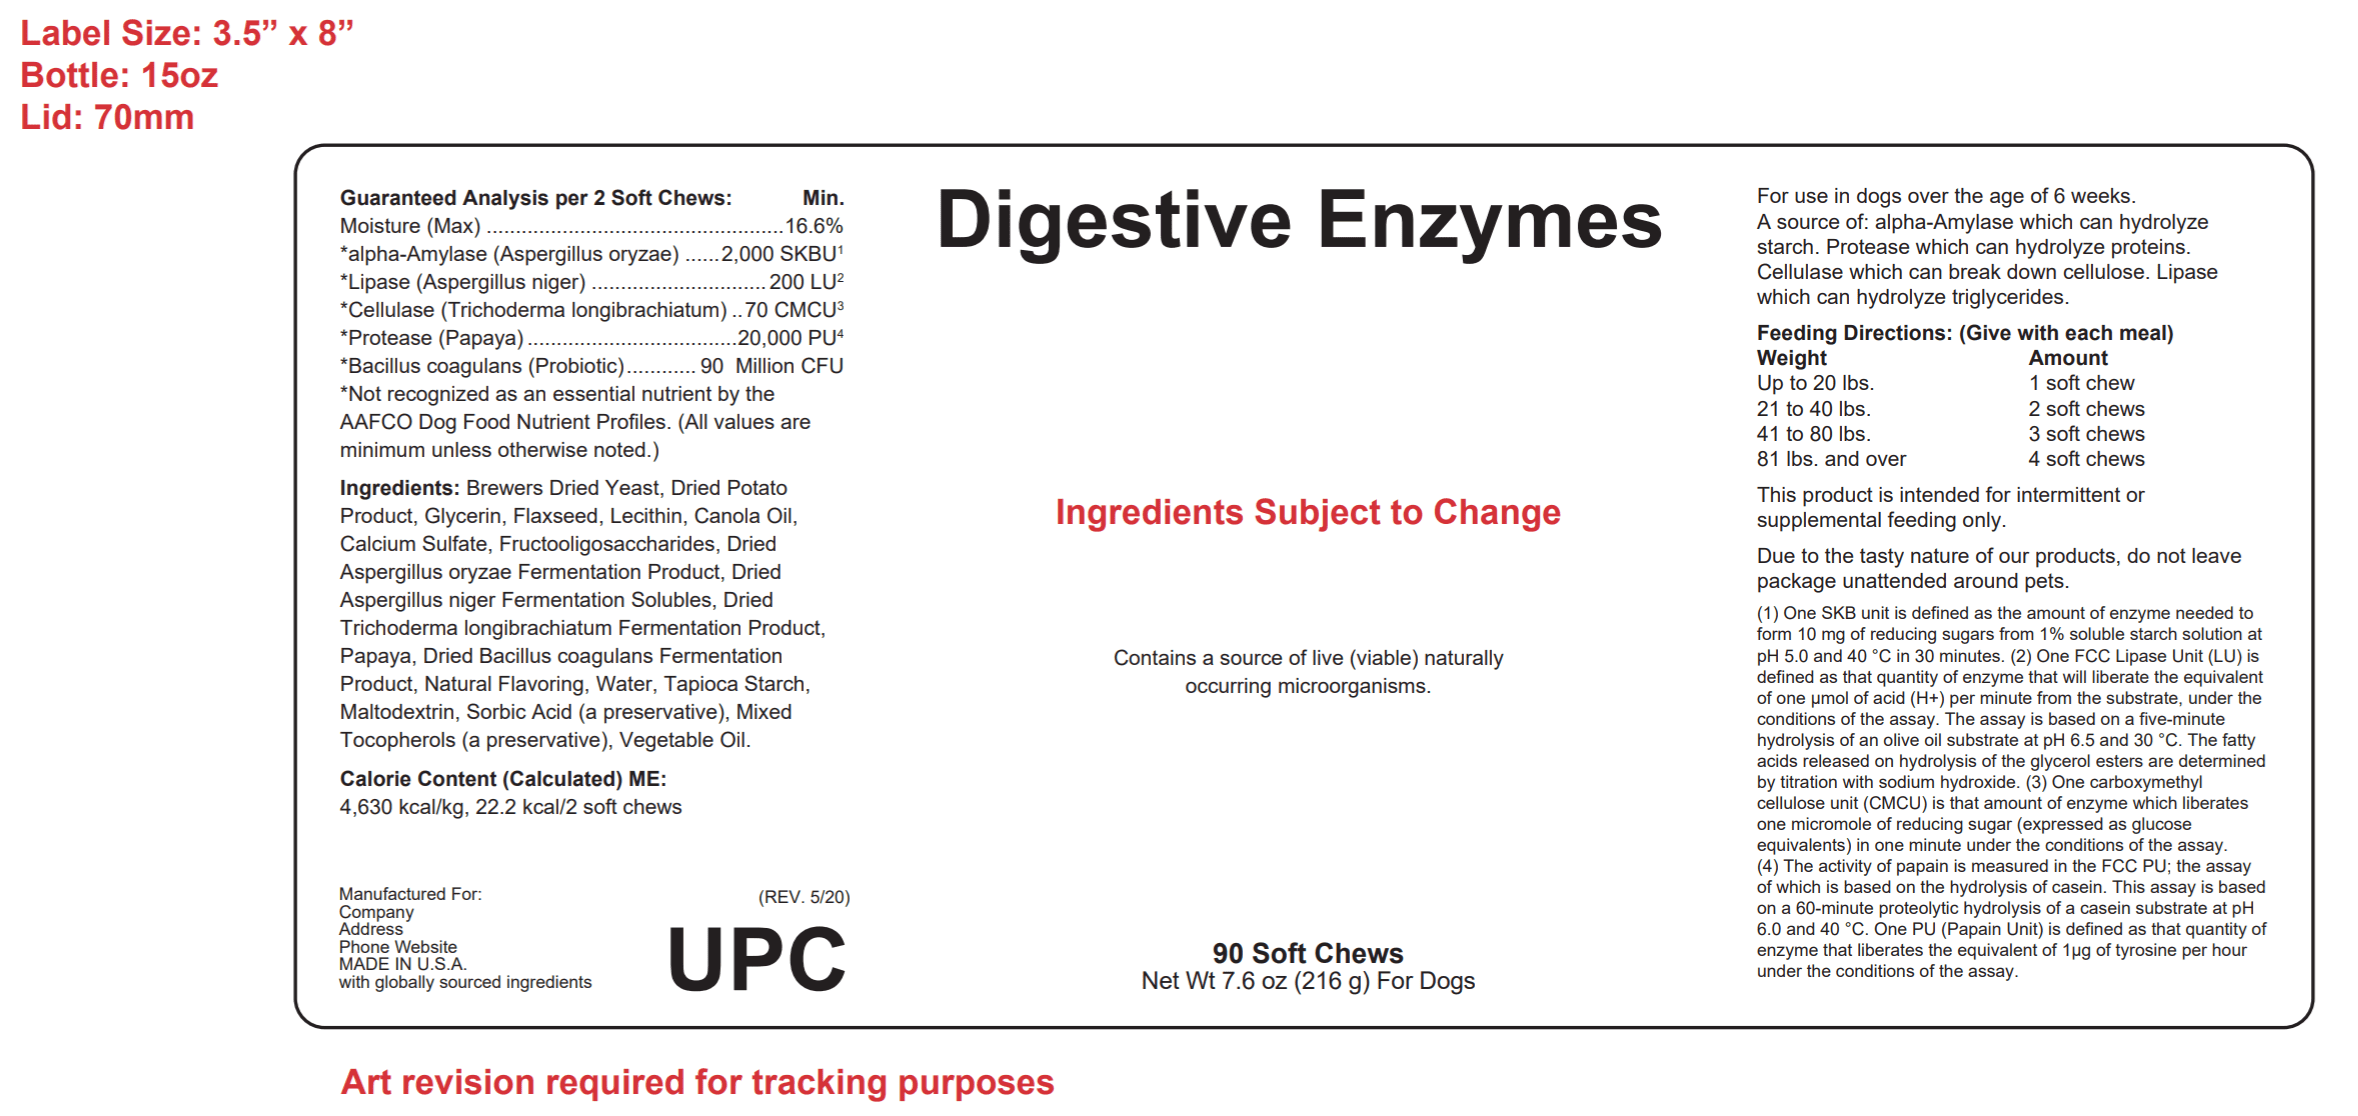 Label Size: 3.5” x 8”
Bottle: 15oz
Lid: 70mm
Guaranteed Analysis per 2 Soft Chews: Min.
Moisture (Max) ..................................................16.6%
*alpha-Amylase (Aspergillus oryzae) ......2,000 SKBU¹
*Lipase (Aspergillus niger) ..............................200 LU²
*Cellulase (Trichoderma longibrachiatum) ..70 CMCU³
*Protease (Papaya)....................................20,000 PU⁴
*Bacillus coagulans (Probiotic)............ 90 Million CFU
*Not recognized as an essential nutrient by the
AAFCO Dog Food Nutrient Profiles. (All values are
minimum unless otherwise noted.)
Ingredients: Brewers Dried Yeast, Dried Potato
Product, Glycerin, Flaxseed, Lecithin, Canola Oil,
Calcium Sulfate, Fructooligosaccharides, Dried
Aspergillus oryzae Fermentation Product, Dried
Aspergillus niger Fermentation Solubles, Dried
Trichoderma longibrachiatum Fermentation Product,
Papaya, Dried Bacillus coagulans Fermentation
Product, Natural Flavoring, Water, Tapioca Starch,
Maltodextrin, Sorbic Acid (a preservative), Mixed
Tocopherols (a preservative), Vegetable Oil.
Calorie Content (Calculated) ME:
4,630 kcal/kg, 22.2 kcal/2 soft chews
Manufactured For:
Company
Address
Phone Website
MADE IN U.S.A.
with globally sourced ingredients
(REV. 5/20)
UPC
Digestive Enzymes
Ingredients Subject to Change
Contains a source of live (viable) naturally
occurring microorganisms.
90 Soft Chews
Net Wt 7.6 oz (216 g) For Dogs
For use in dogs over the age of 6 weeks.
A source of: alpha-Amylase which can hydrolyze
starch. Protease which can hydrolyze proteins.
Cellulase which can break down cellulose. Lipase
which can hydrolyze triglycerides.
Feeding Directions: (Give with each meal)
Weight Amount
Up to 20 lbs. 1 soft chew
21 to 40 lbs. 2 soft chews
41 to 80 lbs. 3 soft chews
81 lbs. and over 4 soft chews
This product is intended for intermittent or
supplemental feeding only.
Due to the tasty nature of our products, do not leave
package unattended around pets.
(1) One SKB unit is defined as the amount of enzyme needed to
form 10 mg of reducing sugars from 1% soluble starch solution at
pH 5.0 and 40 °C in 30 minutes. (2) One FCC Lipase Unit (LU) is
defined as that quantity of enzyme that will liberate the equivalent
of one μmol of acid (H+) per minute from the substrate, under the
conditions of the assay. The assay is based on a five-minute
hydrolysis of an olive oil substrate at pH 6.5 and 30 °C. The fatty
acids released on hydrolysis of the glycerol esters are determined
by titration with sodium hydroxide. (3) One carboxymethyl
cellulose unit (CMCU) is that amount of enzyme which liberates
one micromole of reducing sugar (expressed as glucose
equivalents) in one minute under the conditions of the assay.
(4) The activity of papain is measured in the FCC PU; the assay
of which is based on the hydrolysis of casein. This assay is based
on a 60-minute proteolytic hydrolysis of a casein substrate at pH
6.0 and 40 °C. One PU (Papain Unit) is defined as that quantity of
enzyme that liberates the equivalent of 1μg of tyrosine per hour
under the conditions of the assay.
Art revision required for tracking purposes